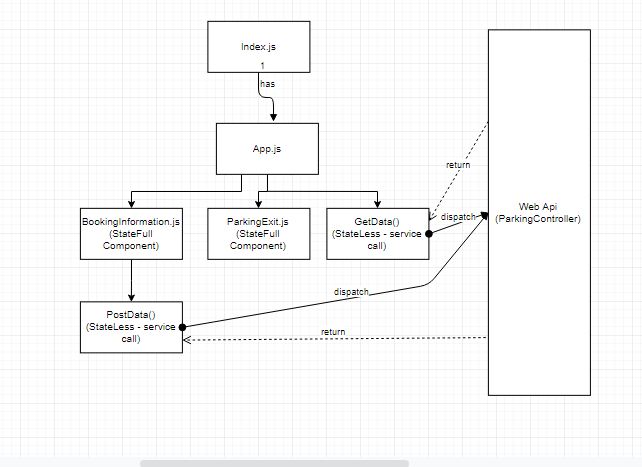 Index.js
1
has
App.js
BookingInformation.js
(StateFull
Component)
ParkingExit.js
(StateFull
Component)
GetData()
(StateLess - service
call)
return
dispatch
Web Api
(ParkingController)
PostData()
(StateLess - service
call)
dispatch
return